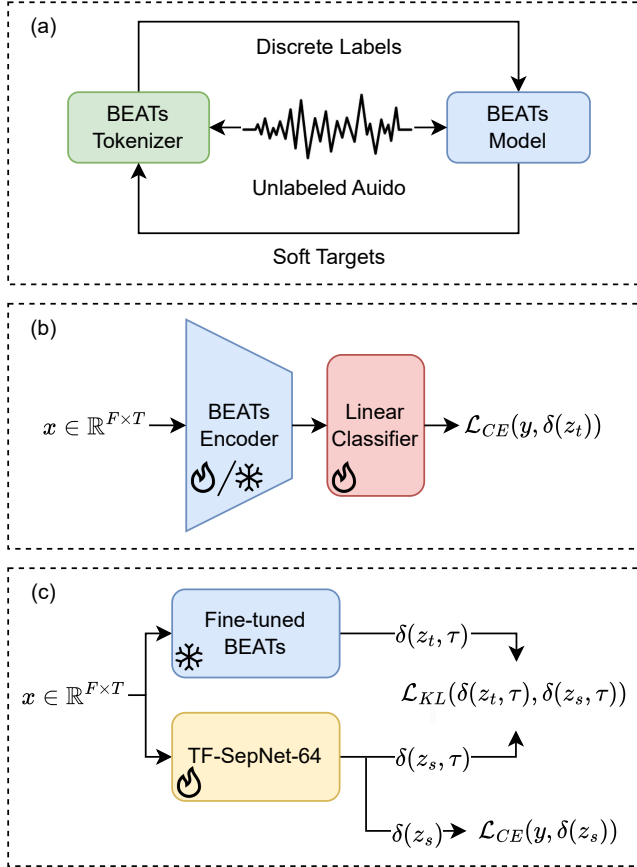 (a)
Discrete Labels
BEATs
Tokenizer
BEATs
Model
Unlabeled Auido
Soft Targets
(b)
x ∈ ℝ^{F×T}
BEATs
Encoder
/
Linear
Classifier
ℒ_{CE}(y, δ(z_t))
(c)
Fine-tuned
BEATs
δ(z_t, τ)
x ∈ ℝ^{F×T}
ℒ_{KL}(δ(z_t, τ), δ(z_s, τ))
TF-SepNet-64
δ(z_s, τ)
δ(z_s)
ℒ_{CE}(y, δ(z_s))